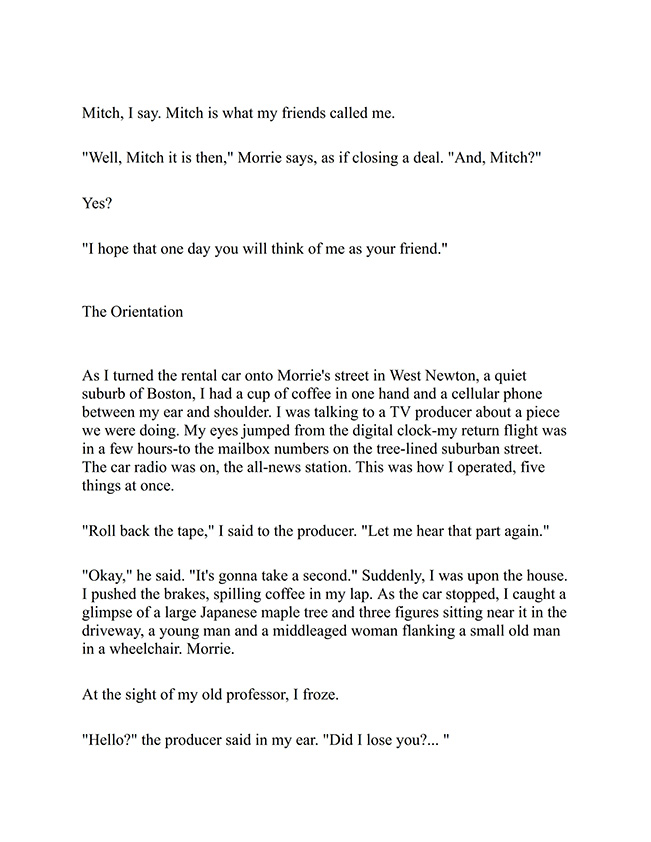 Mitch, I say. Mitch is what my friends called me.
"Well, Mitch it is then," Morrie says, as if closing a deal. "And, Mitch?"
Yes?
"I hope that one day you will think of me as your friend."
The Orientation
As I turned the rental car onto Morrie's street in West Newton, a quiet
suburb of Boston, I had a cup of coffee in one hand and a cellular phone
between my ear and shoulder. I was talking to a TV producer about a piece
we were doing. My eyes jumped from the digital clock-my return flight was
in a few hours-to the mailbox numbers on the tree-lined suburban street.
The car radio was on, the all-news station. This was how I operated, five
things at once.
"Roll back the tape," I said to the producer. "Let me hear that part again."
"Okay," he said. "It's gonna take a second." Suddenly, I was upon the house.
I pushed the brakes, spilling coffee in my lap. As the car stopped, I caught a
glimpse of a large Japanese maple tree and three figures sitting near it in the
driveway, a young man and a middleaged woman flanking a small old man
in a wheelchair. Morrie.
At the sight of my old professor, I froze.
"Hello?" the producer said in my ear. "Did I lose you?... "